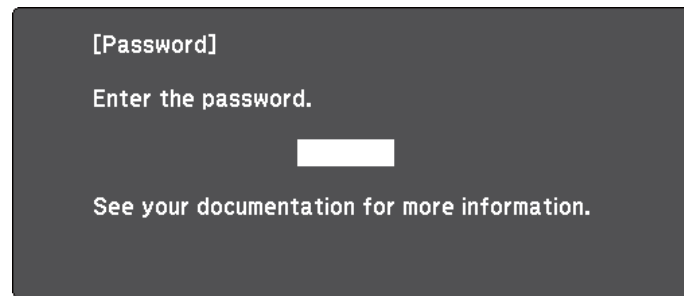 [Password]
Enter the password.
See your documentation for more information.